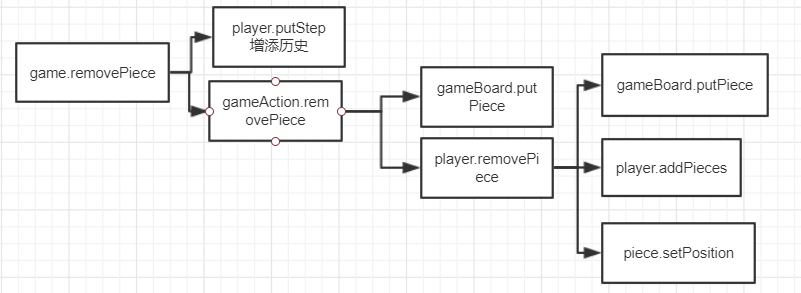 game.removePiece
player.putStep
增添历史
gameAction.rem
ovePiece
gameBoard.put
Piece
player.removePi
ece
gameBoard.putPiece
player.addPieces
piece.setPosition